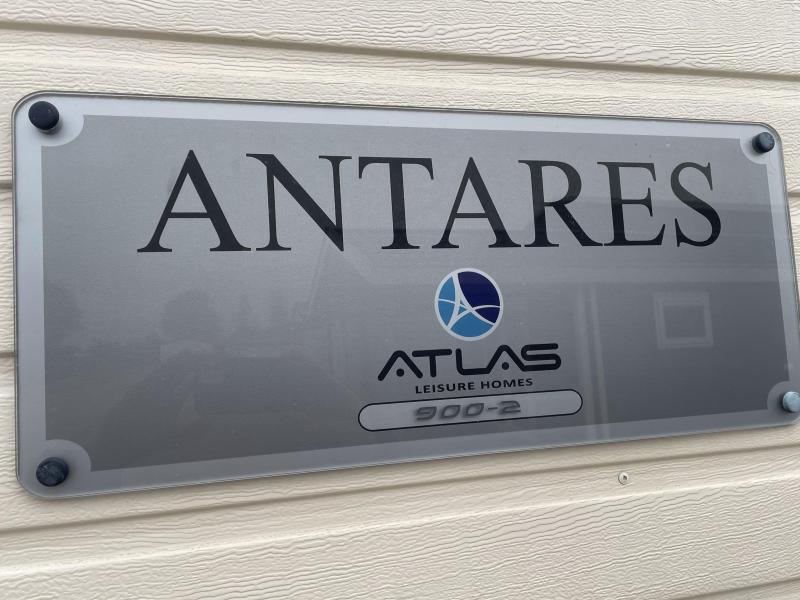 ANTARES
ATLAS
LEISURE HOMES
900-2